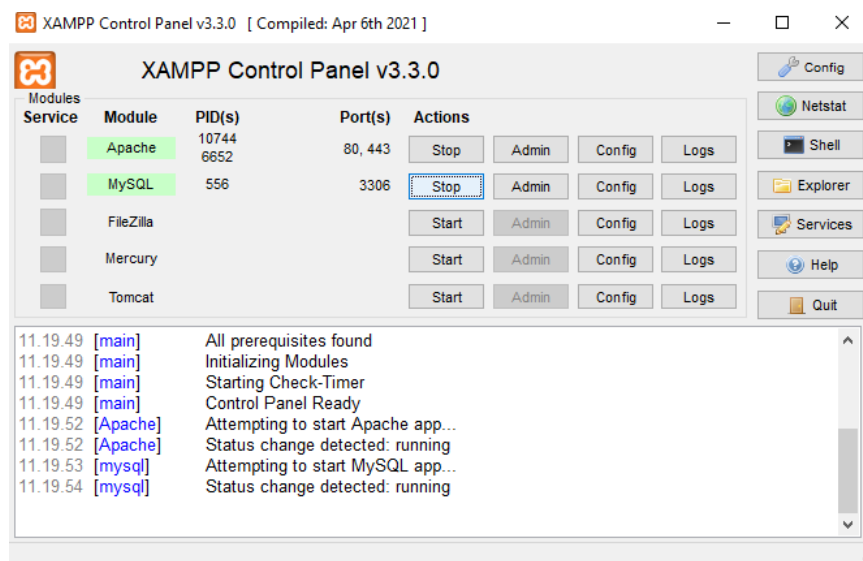 XAMPP Control Panel v3.3.0 [ Compiled: Apr 6th 2021 ]
XAMPP Control Panel v3.3.0
Config
Modules
Netstat
Service Module PID(s) Port(s) Actions
Shell
Apache 10744 6652 80, 443 Stop Admin Config Logs
MySQL 556 3306 Stop Admin Config Logs
Explorer
FileZilla Start Admin Config Logs
Services
Mercury Start Admin Config Logs
Help
Tomcat Start Admin Config Logs
Quit
11.19.49 [main] All prerequisites found
11.19.49 [main] Initializing Modules
11.19.49 [main] Starting Check-Timer
11.19.49 [main] Control Panel Ready
11.19.52 [Apache] Attempting to start Apache app...
11.19.52 [Apache] Status change detected: running
11.19.53 [mysql] Attempting to start MySQL app...
11.19.54 [mysql] Status change detected: running